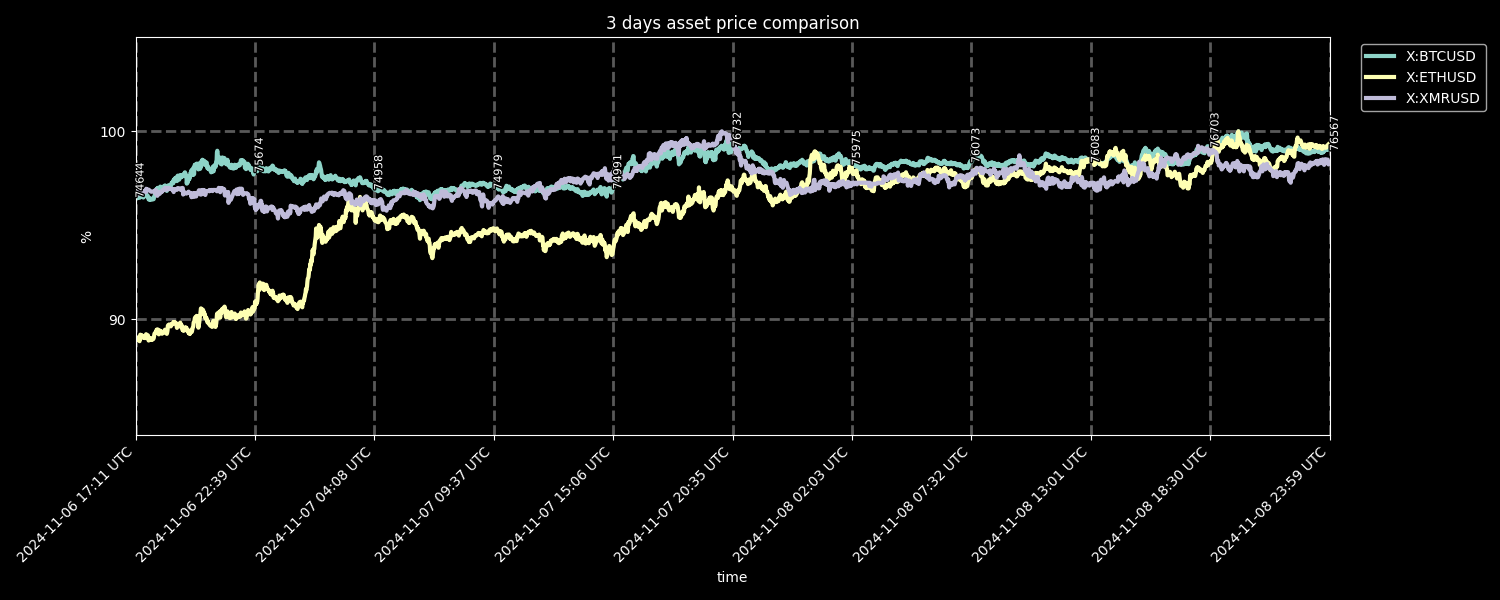 3 days asset price comparison
X:BTCUSD
X:ETHUSD
X:XMRUSD
%
100
90
74644
75674
74958
74979
74991
76732
75975
76073
76083
76703
76567
2024-11-06 17:11 UTC
2024-11-06 22:39 UTC
2024-11-07 04:08 UTC
2024-11-07 09:37 UTC
2024-11-07 15:06 UTC
2024-11-07 20:35 UTC
2024-11-08 02:03 UTC
2024-11-08 07:32 UTC
2024-11-08 13:01 UTC
2024-11-08 18:30 UTC
2024-11-08 23:59 UTC
time